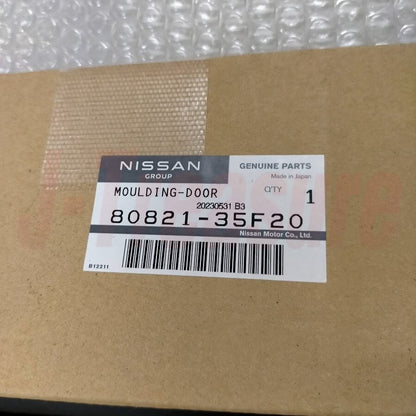 NISSAN
GROUP
GENUINE PARTS
Made in Japan
MOULDING-DOOR
Q'TY 1
20230531 B3
80821-35F20
Nissan Motor Co., Ltd.
B12211